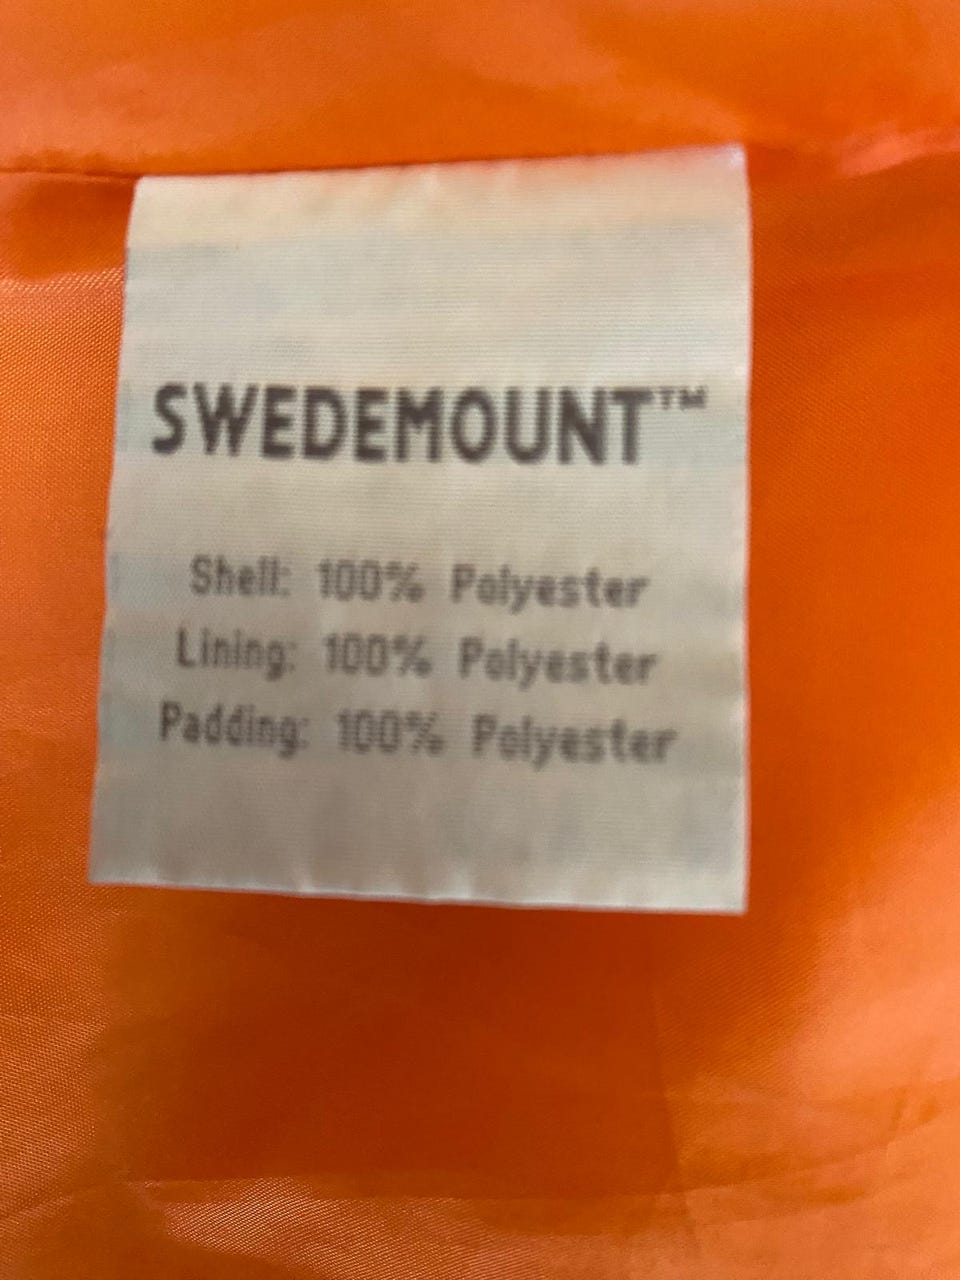 SWEDEMOUNT™
Shell: 100% Polyester
Lining: 100% Polyester
Padding: 100% Polyester